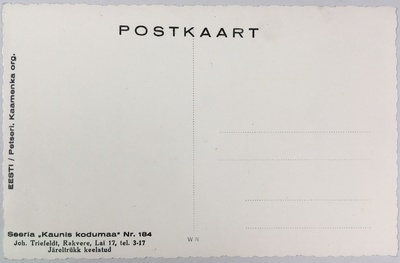 POSTKAART
EESTI / Petseri. Kaamenka org.
Seeria „Kaunis kodumaa" Nr. 184
Joh. Triefeldt, Rakvere, Lai 17, tel. 3-17
Järeltrükk keelatud
W